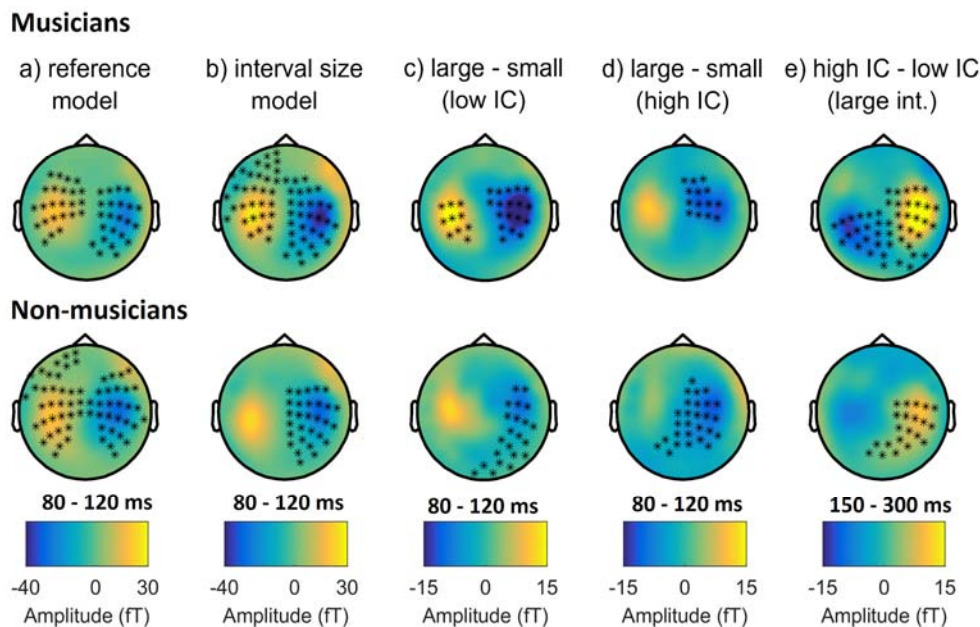 Musicians
a) reference model
b) interval size model
c) large - small (low IC)
d) large - small (high IC)
e) high IC - low IC (large int.)
Non-musicians
80 - 120 ms 80 - 120 ms 80 - 120 ms 80 - 120 ms 150 - 300 ms
-40 0 30 -60 0 30 -15 0 15 -15 0 15 -15 0 15
Amplitude (fT) Amplitude (fT) Amplitude (fT) Amplitude (fT) Amplitude (fT)